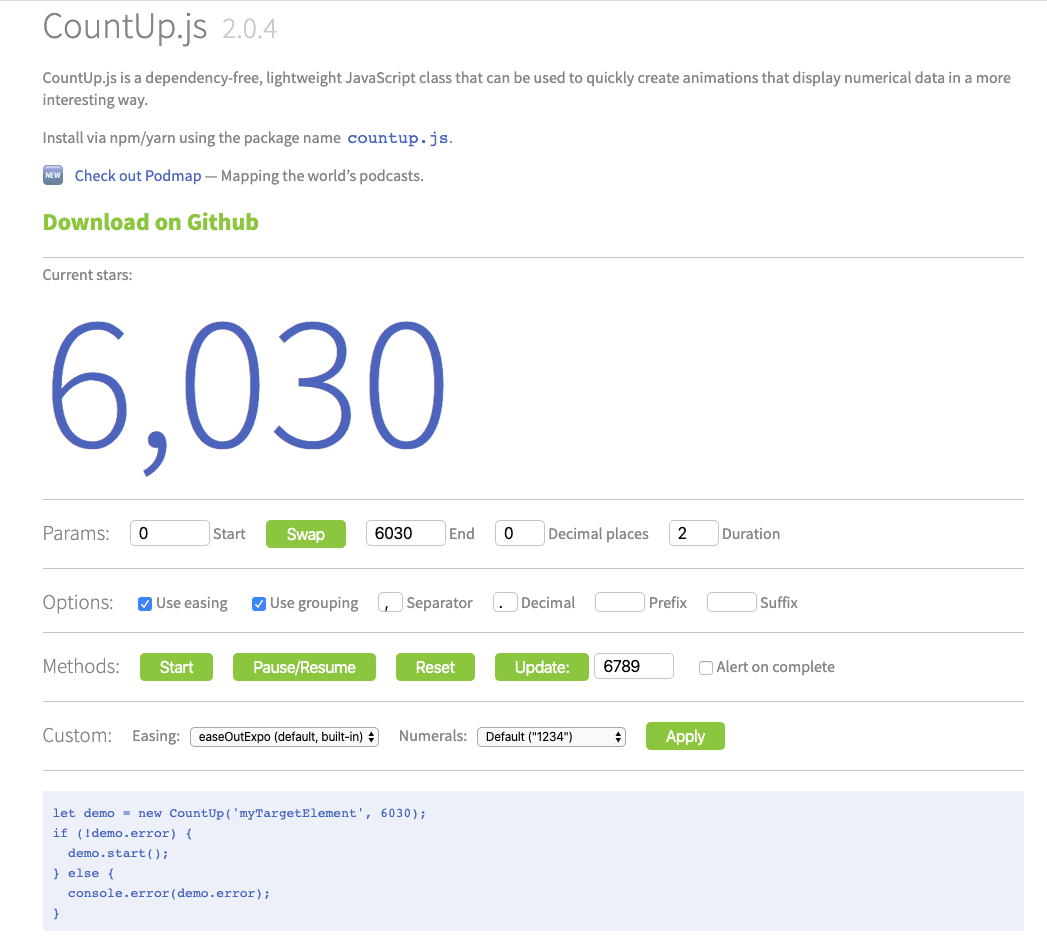 CountUp.js 2.0.4
CountUp.js is a dependency-free, lightweight JavaScript class that can be used to quickly create animations that display numerical data in a more
interesting way.
Install via npm/yarn using the package name countup.js.
NEW Check out Podmap — Mapping the world’s podcasts.
Download on Github
Current stars:
6,030
Params: 0 Start Swap 6030 End 0 Decimal places 2 Duration
Options: Use easing Use grouping , Separator . Decimal Prefix Suffix
Methods: Start Pause/Resume Reset Update: 6789 Alert on complete
Custom: Easing: easeOutExpo (default, built-in) Numerals: Default ("1234") Apply
let demo = new CountUp('myTargetElement', 6030);
if (!demo.error) {
  demo.start();
} else {
  console.error(demo.error);
}